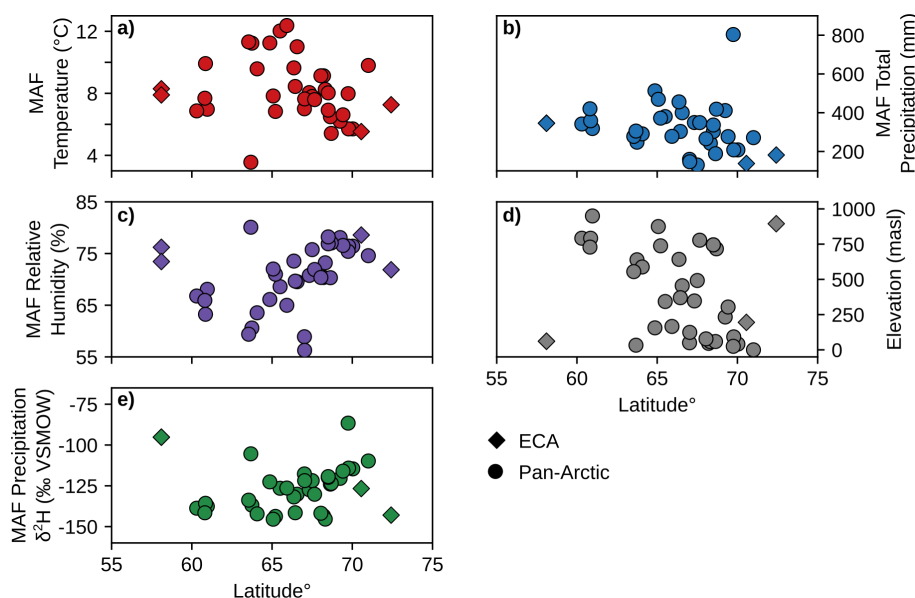 a)
MAF
Temperature (°C)
12
8
4
b)
800
600
400
200
MAF Total
Precipitation (mm)
c)
MAF Relative
Humidity (%)
85
75
65
55
d)
1000
750
500
250
0
Elevation (masl)
55 60 65 70 75
Latitude°
e)
MAF Precipitation
δ²H (‰ VSMOW)
-75
-100
-125
-150
55 60 65 70 75
Latitude°
ECA
Pan-Arctic